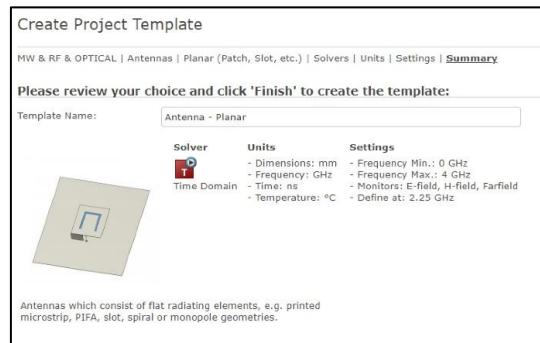 Create Project Template
MW & RF & OPTICAL | Antennas | Planar (Patch, Slot, etc.) | Solvers | Units | Settings | Summary
Please review your choice and click 'Finish' to create the template:
Template Name: Antenna - Planar
Solver Units Settings
- Dimensions: mm - Frequency Min.: 0 GHz
T - Frequency: GHz - Frequency Max.: 4 GHz
Time Domain - Time: ns - Monitors: E-field, H-field, Farfield
- Temperature: °C - Define at: 2.25 GHz
Antennas which consist of flat radiating elements, e.g. printed
microstrip, PIFA, slot, spiral or monopole geometries.